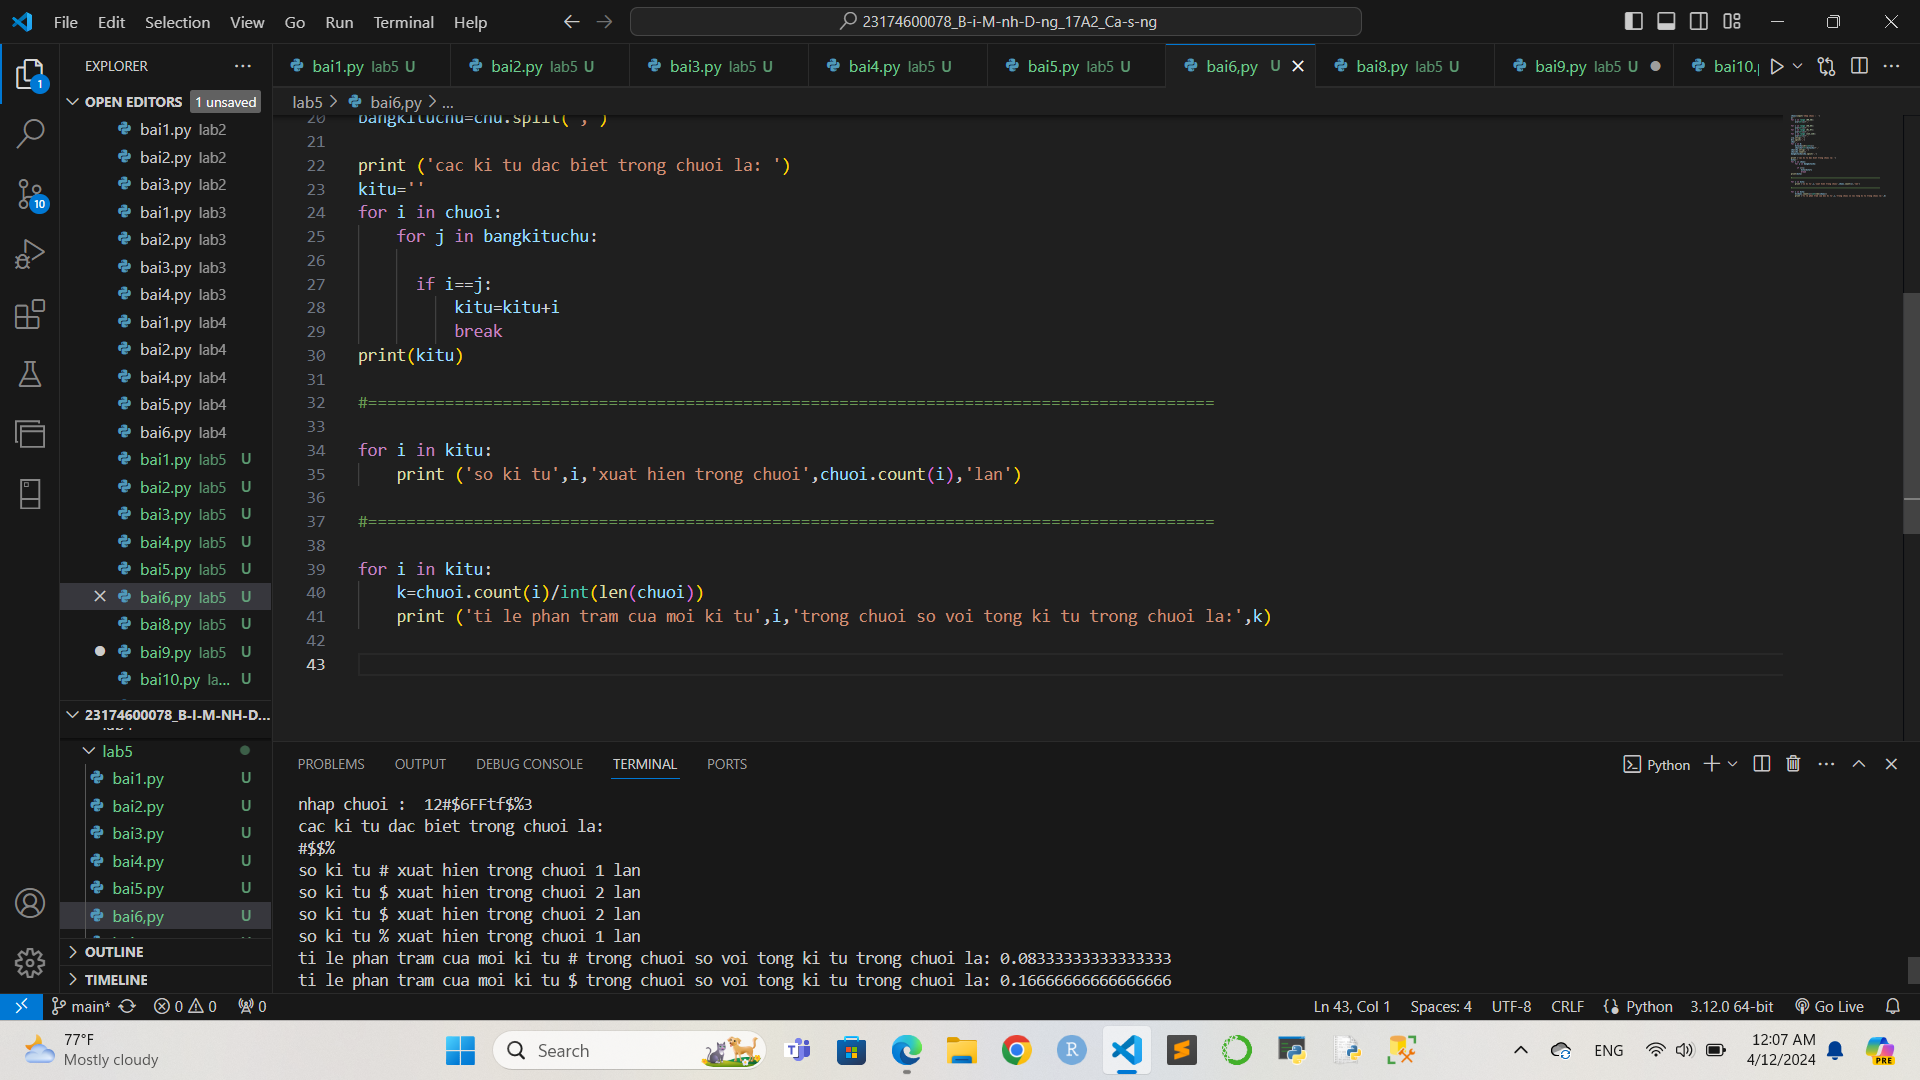 File Edit Selection View Go Run Terminal Help
23174600078_B-i-M-nh-D-ng_17A2_Ca-s-ng
EXPLORER
bai1.py lab5 U
bai2.py lab5 U
bai3.py lab5 U
bai4.py lab5 U
bai5.py lab5 U
bai6,py U
bai8.py lab5 U
bai9.py lab5 U
bai10.
lab5 > bai6,py > ...
OPEN EDITORS 1 unsaved
bai1.py lab2
bai2.py lab2
bai3.py lab2
bai1.py lab3
bai2.py lab3
bai3.py lab3
bai4.py lab3
bai1.py lab4
bai2.py lab4
bai4.py lab4
bai5.py lab4
bai6.py lab4
bai1.py lab5 U
bai2.py lab5 U
bai3.py lab5 U
bai4.py lab5 U
bai5.py lab5 U
bai6,py lab5 U
bai8.py lab5 U
bai9.py lab5 U
bai10.py la... U
23174600078_B-I-M-NH-D...
lab5
bai1.py U
bai2.py U
bai3.py U
bai4.py U
bai5.py U
bai6,py U
OUTLINE
TIMELINE
1
10
20 bangkituchu=chu.split(',')
21
22 print ('cac ki tu dac biet trong chuoi la: ')
23 kitu=''
24 for i in chuoi:
25 for j in bangkituchu:
26
27 if i==j:
28 kitu=kitu+i
29 break
30 print(kitu)
31
32 #========================================================================================
33
34 for i in kitu:
35 print ('so ki tu',i,'xuat hien trong chuoi',chuoi.count(i),'lan')
36
37 #========================================================================================
38
39 for i in kitu:
40 k=chuoi.count(i)/int(len(chuoi))
41 print ('ti le phan tram cua moi ki tu',i,'trong chuoi so voi tong ki tu trong chuoi la:',k)
42
43
PROBLEMS OUTPUT DEBUG CONSOLE TERMINAL PORTS
Python
nhap chuoi : 12#$6FFtf$%3
cac ki tu dac biet trong chuoi la:
#$$%
so ki tu # xuat hien trong chuoi 1 lan
so ki tu $ xuat hien trong chuoi 2 lan
so ki tu $ xuat hien trong chuoi 2 lan
so ki tu % xuat hien trong chuoi 1 lan
ti le phan tram cua moi ki tu # trong chuoi so voi tong ki tu trong chuoi la: 0.08333333333333333
ti le phan tram cua moi ki tu $ trong chuoi so voi tong ki tu trong chuoi la: 0.16666666666666666
main* 0 0 0
Ln 43, Col 1 Spaces: 4 UTF-8 CRLF Python 3.12.0 64-bit Go Live
77°F
Mostly cloudy
Search
ENG
12:07 AM
4/12/2024
PRE